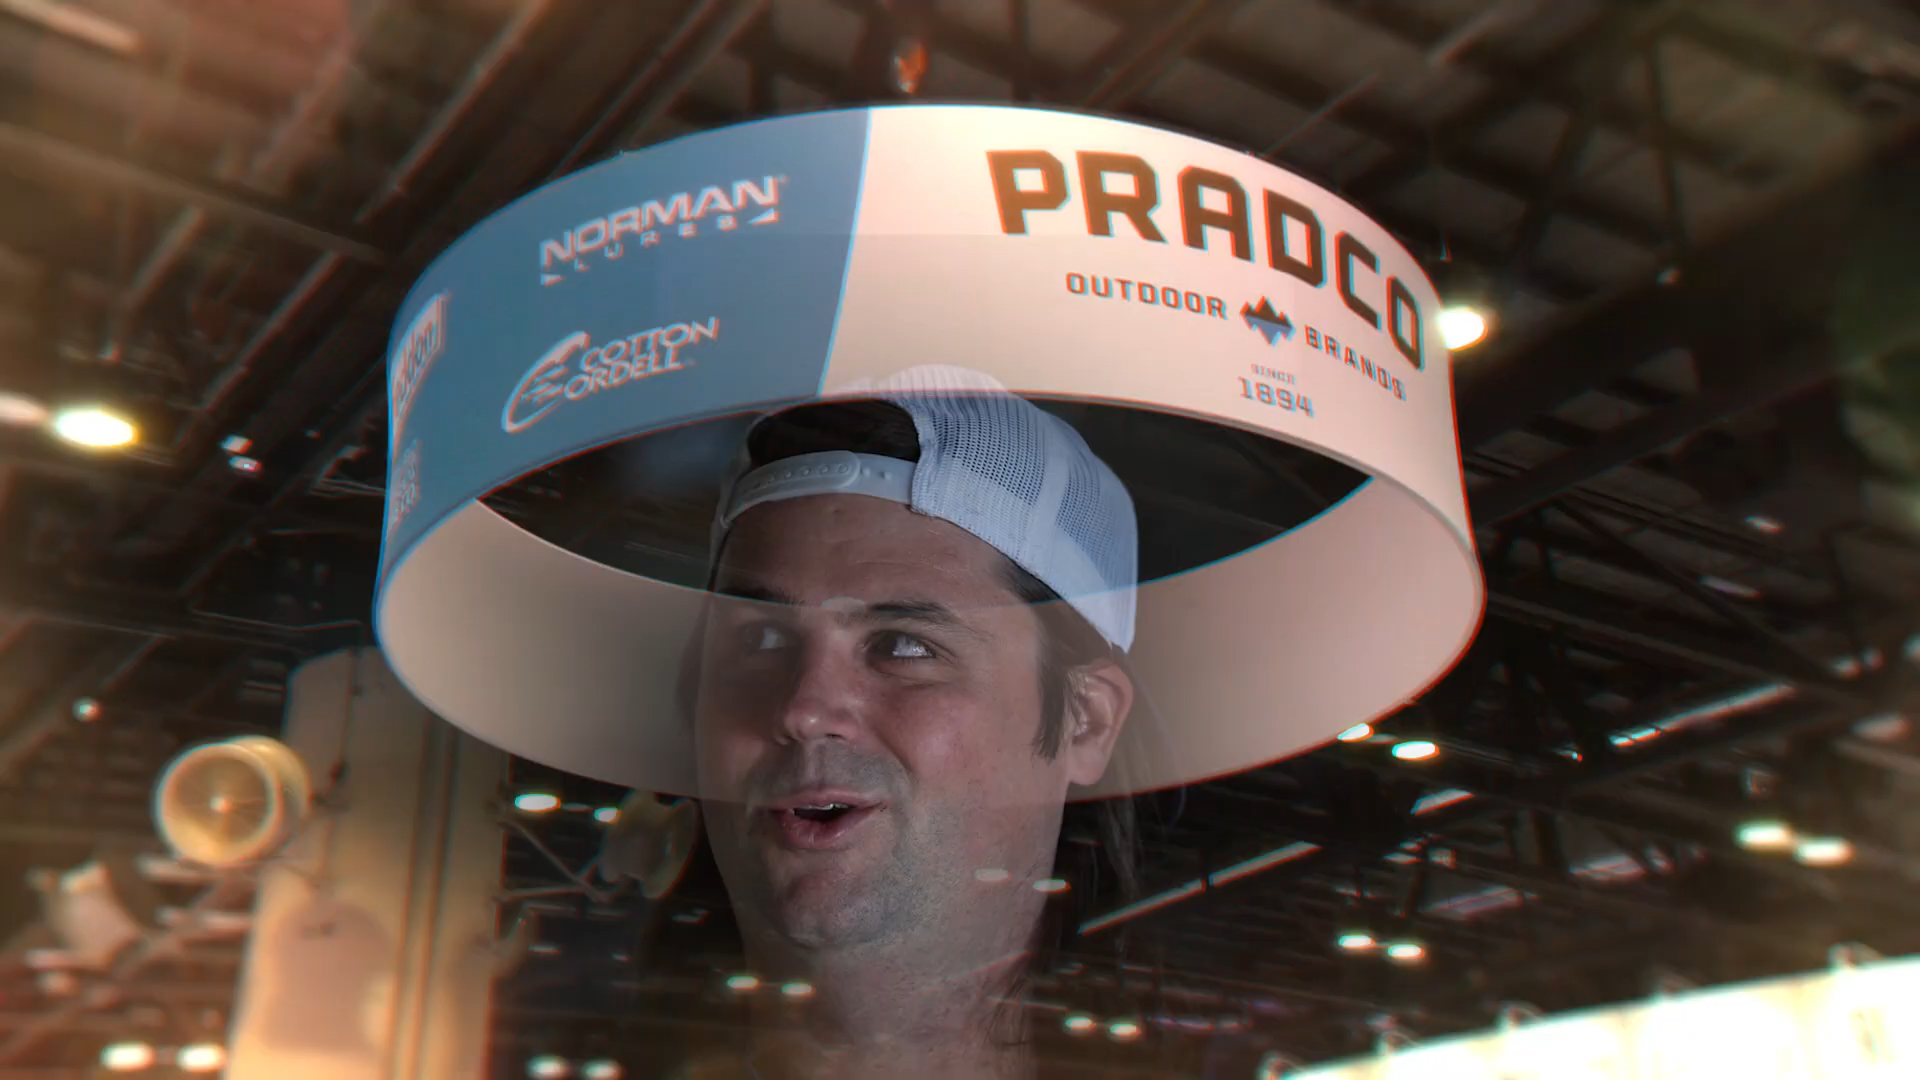 NORMAN
LURES
COTTON
CORDELL
PRADCO
OUTDOOR BRANDS
SINCE
1894